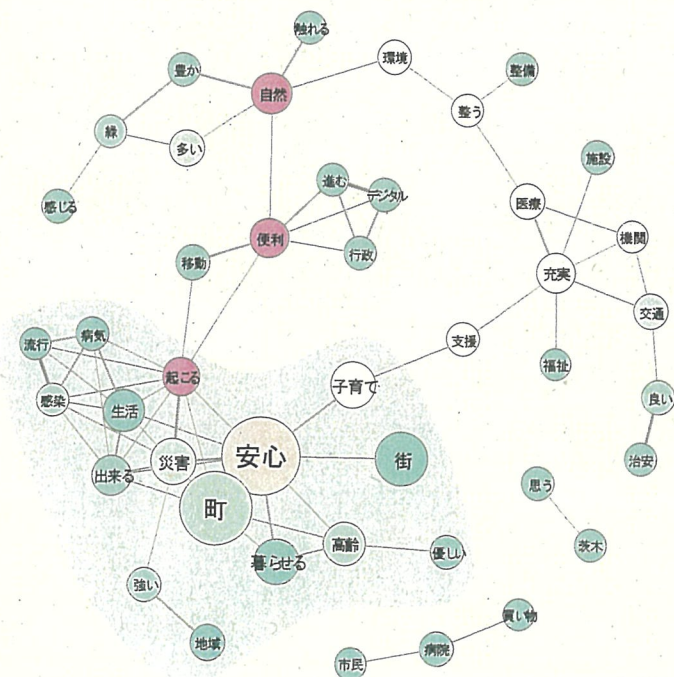 触れる
環境
豊か
整備
自然
整う
緑
多い
施設
感じる
進む
デジタル
医療
便利
機関
行政
移動
充実
交通
流行
病気
支援
福祉
起こる
子育て
感染
生活
良い
安心
街
災害
治安
出来る
思う
町
茨木
高齢
優しい
暮らせる
強い
地域
買い物
病院
市民